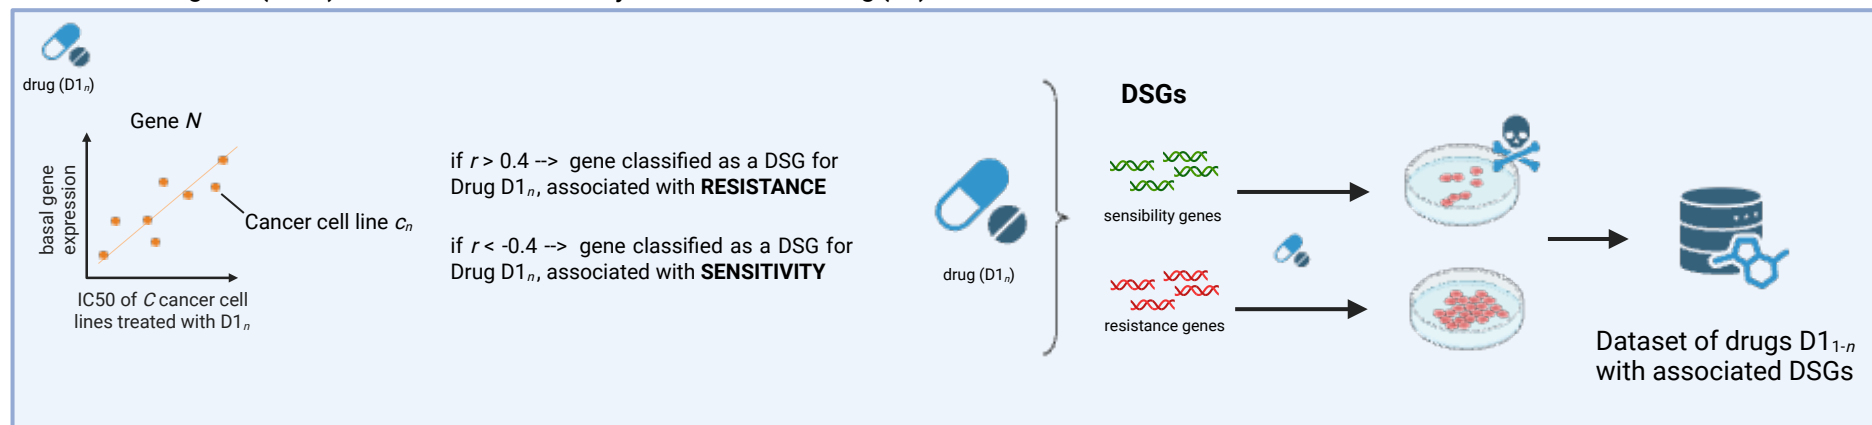 drug (D1n)
Gene N
basal gene
expression
Cancer cell line cn
IC50 of C cancer cell
lines treated with D1n
if r > 0.4 --> gene classified as a DSG for
Drug D1n, associated with RESISTANCE
if r < -0.4 --> gene classified as a DSG for
Drug D1n, associated with SENSITIVITY
drug (D1n)
DSGs
sensibility genes
resistance genes
Dataset of drugs D11-n
with associated DSGs